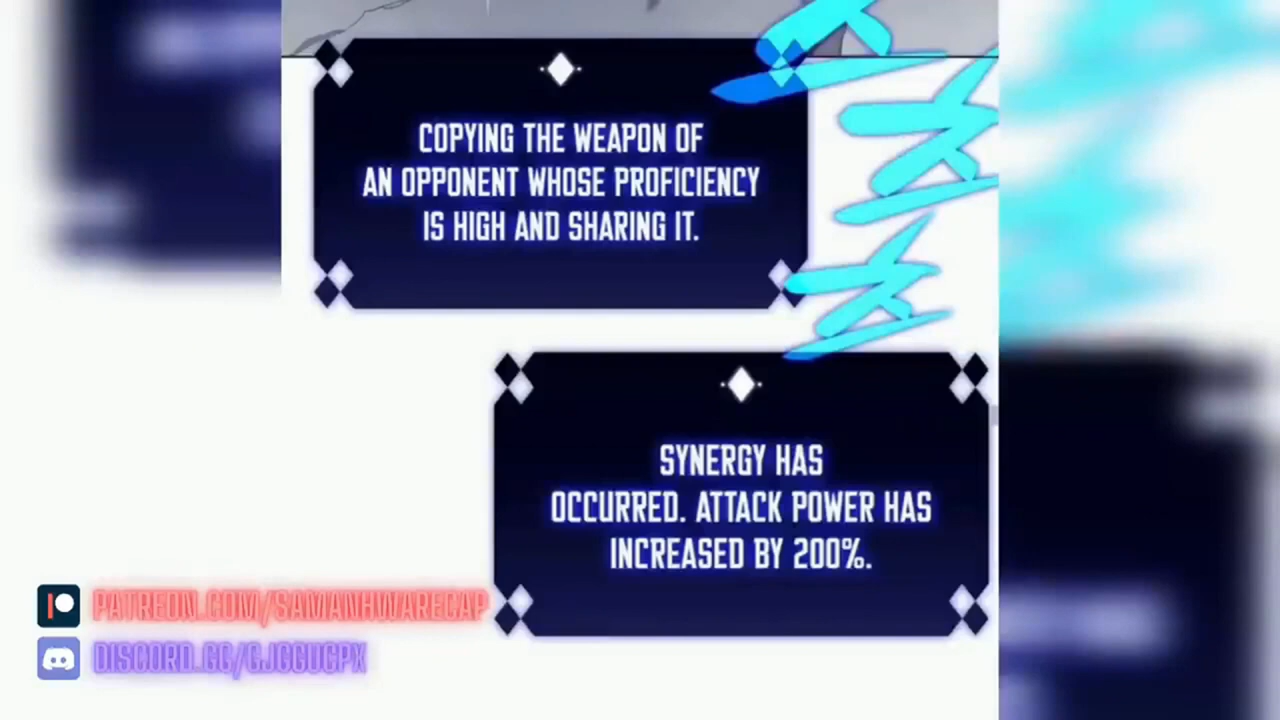 COPYING THE WEAPON OF
AN OPPONENT WHOSE PROFICIENCY
IS HIGH AND SHARING IT.
SYNERGY HAS
OCCURRED. ATTACK POWER HAS
INCREASED BY 200%.
PATREON.COM/SAMANHWARECAP